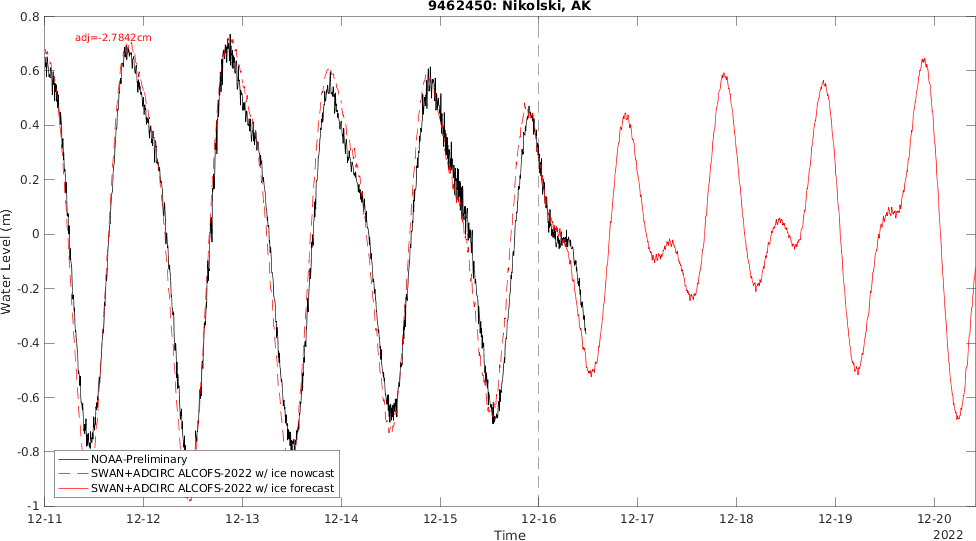 9462450: Nikolski, AK
adj=-2.7842cm
Water Level (m)
0.8
0.6
0.4
0.2
0
-0.2
-0.4
-0.6
-0.8
-1
NOAA-Preliminary
SWAN+ADCIRC ALCOFS-2022 w/ ice nowcast
SWAN+ADCIRC ALCOFS-2022 w/ ice forecast
12-11 12-12 12-13 12-14 12-15 12-16 12-17 12-18 12-19 12-20
Time
2022